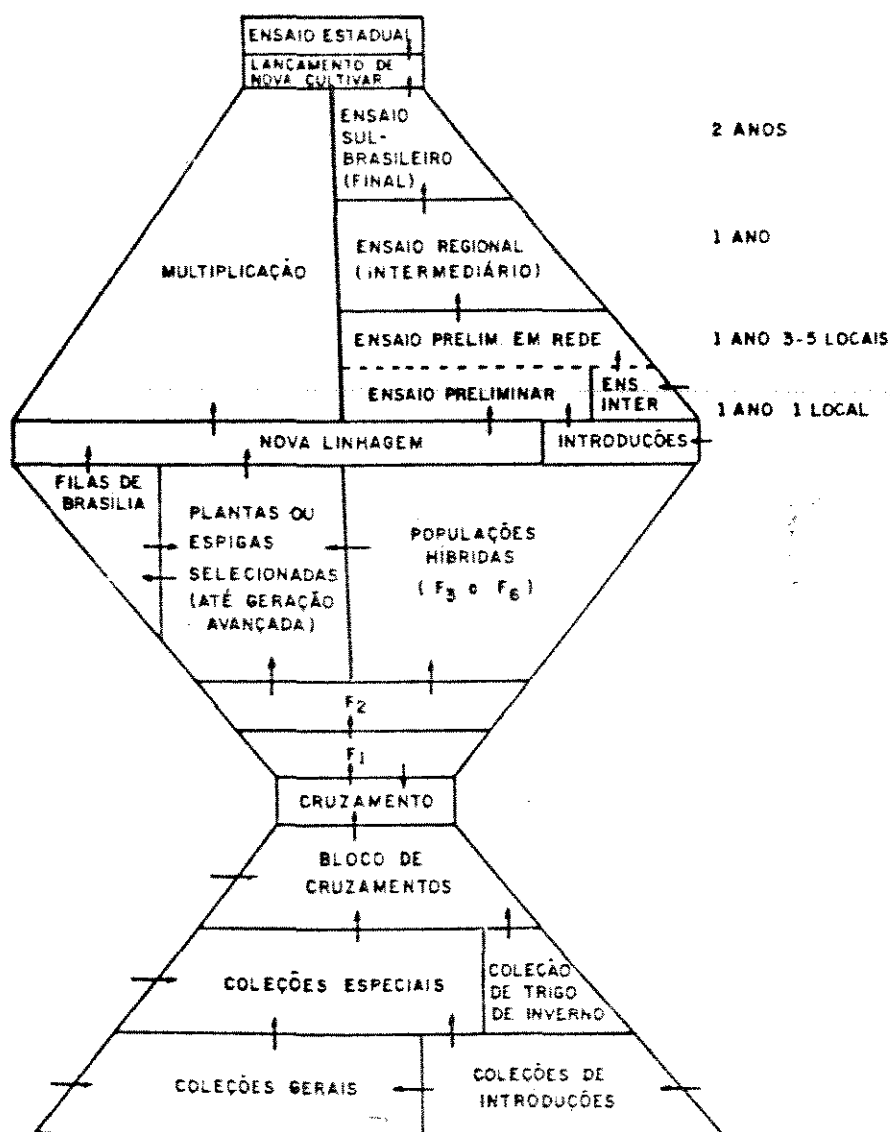 ENSAIO ESTADUAL
LANÇAMENTO DE
NOVA CULTIVAR
ENSAIO
SUL-
BRASILEIRO
(FINAL)
2 ANOS
MULTIPLICAÇÃO
ENSAIO REGIONAL
(INTERMEDIÁRIO)
1 ANO
ENSAIO PRELIM. EM REDE
1 ANO 3-5 LOCAIS
ENSAIO PRELIMINAR
ENS
INTER
1 ANO 1 LOCAL
NOVA LINHAGEM
INTRODUÇÕES
FILAS DE
BRASÍLIA
PLANTAS OU
ESPIGAS
SELECIONADAS
(ATÉ GERAÇÃO
AVANÇADA)
POPULAÇÕES
HÍBRIDAS
( F3 a F6 )
F2
F1
CRUZAMENTO
BLOCO DE
CRUZAMENTOS
COLEÇÕES ESPECIAIS
COLEÇÃO
DE TRIGO
DE INVERNO
COLEÇÕES GERAIS
COLEÇÕES DE
INTRODUÇÕES